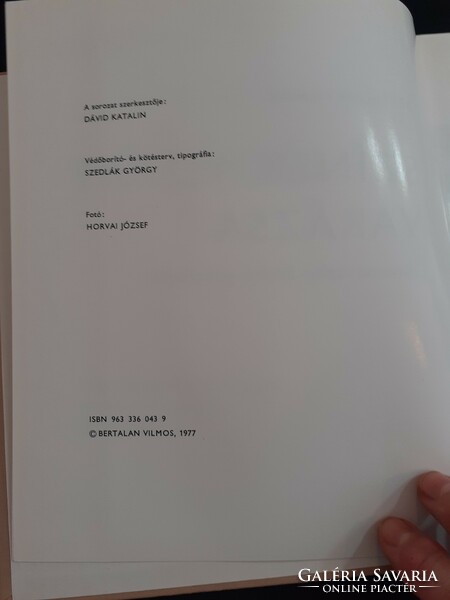 A sorozat szerkesztője:
DÁVID KATALIN
Védőborító- és kötésterv, tipográfia:
SZEDLÁK GYÖRGY
Fotó:
HORVAI JÓZSEF
ISBN 963 336 043 9
© BERTALAN VILMOS, 1977
GALÉRIA SAVARIA
ONLINE PIACTÉR